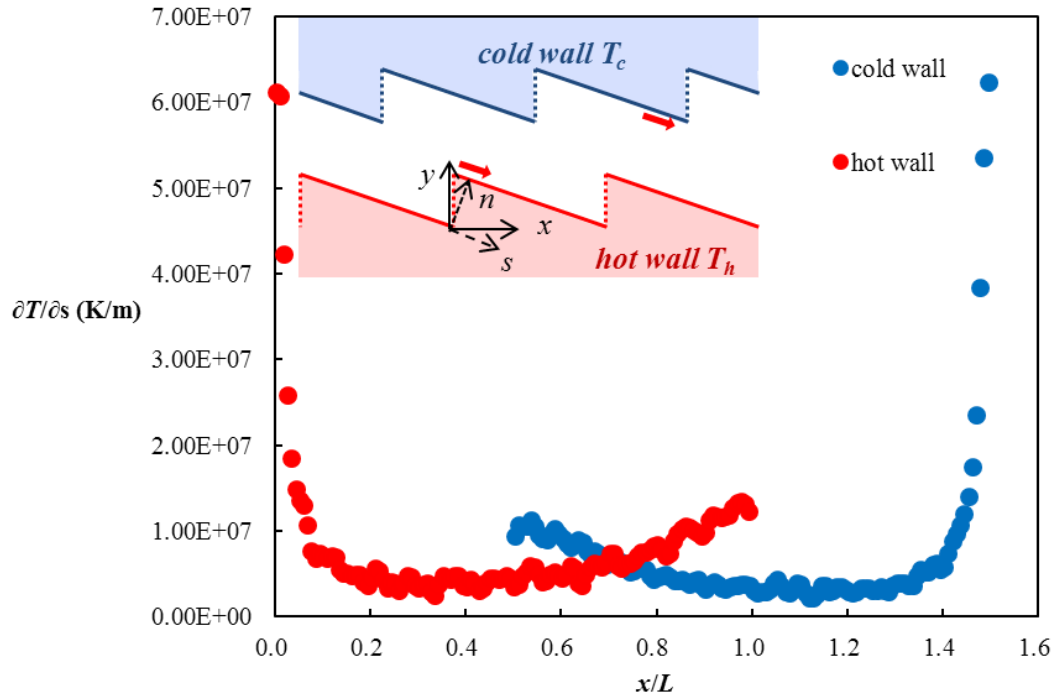 7.00E+07
6.00E+07
5.00E+07
4.00E+07
3.00E+07
2.00E+07
1.00E+07
0.00E+00
∂T/∂s (K/m)
cold wall T_c
y
n
x
s
hot wall T_h
cold wall
hot wall
0.0 0.2 0.4 0.6 0.8 1.0 1.2 1.4 1.6
x/L